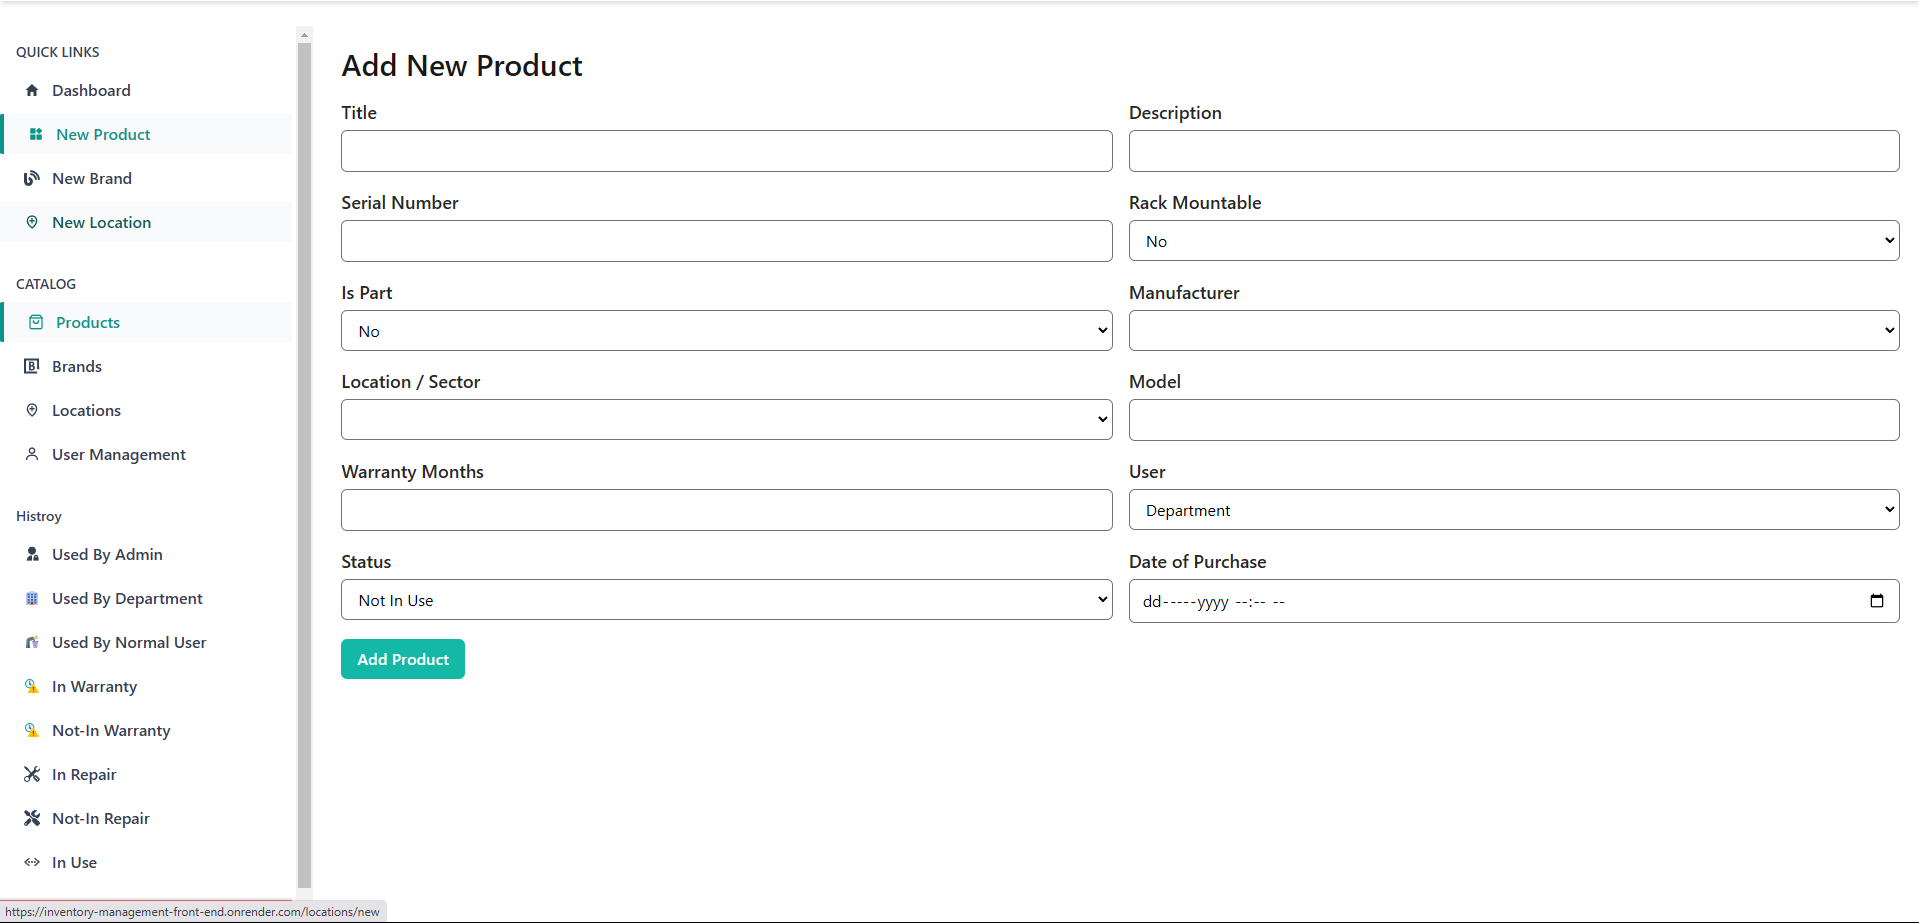 QUICK LINKS
Dashboard
New Product
New Brand
New Location
CATALOG
Products
Brands
Locations
User Management
Histroy
Used By Admin
Used By Department
Used By Normal User
In Warranty
Not-In Warranty
In Repair
Not-In Repair
In Use
https://inventory-management-front-end.onrender.com/locations/new
Add New Product
Title
Description
Serial Number
Rack Mountable
No
Is Part
Manufacturer
No
Location / Sector
Model
Warranty Months
User
Department
Status
Date of Purchase
Not In Use
dd-----yyyy --:-- --
Add Product